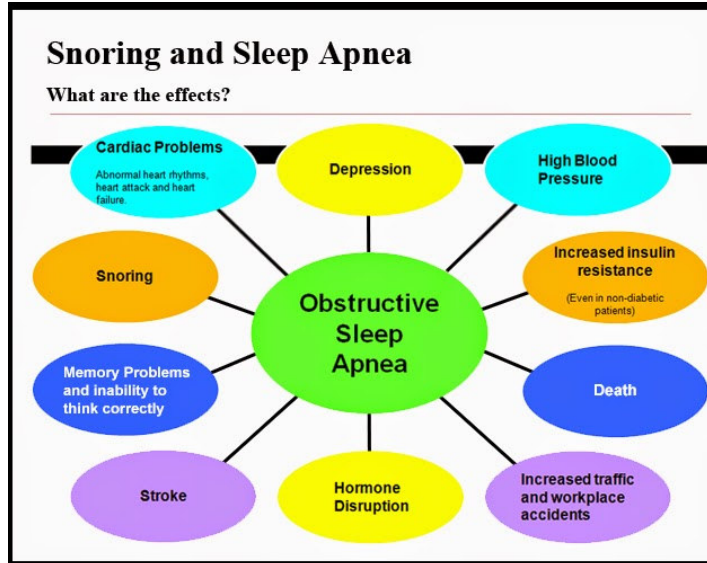 Snoring and Sleep Apnea
What are the effects?
Cardiac Problems
Abnormal heart rhythms,
heart attack and heart
failure.
Depression
High Blood
Pressure
Snoring
Obstructive
Sleep
Apnea
Increased insulin
resistance
(Even in non-diabetic
patients)
Memory Problems
and inability to
think correctly
Death
Stroke
Hormone
Disruption
Increased traffic
and workplace
accidents